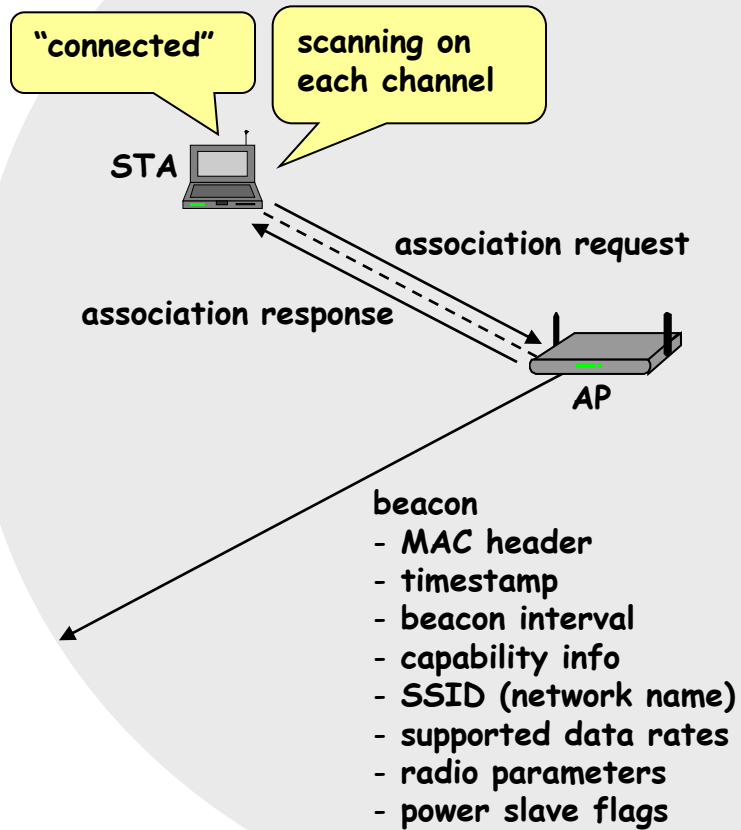 “connected”
scanning on
each channel
STA
association request
association response
AP
beacon
- MAC header
- timestamp
- beacon interval
- capability info
- SSID (network name)
- supported data rates
- radio parameters
- power slave flags